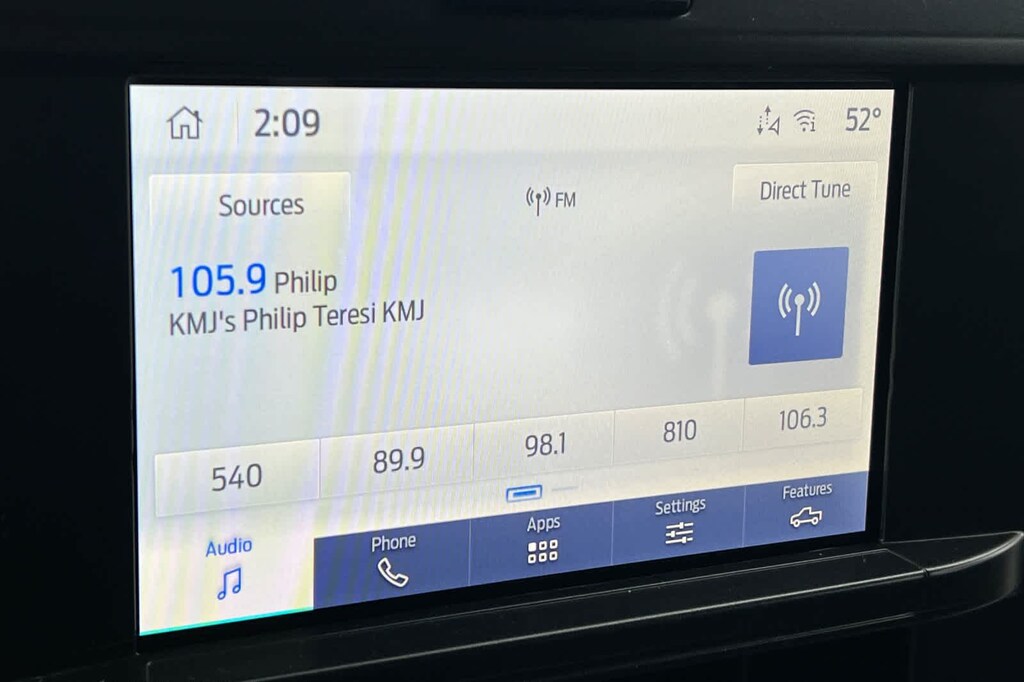 2:09
52°
Sources
FM
Direct Tune
105.9 Philip
KMJ's Philip Teresi KMJ
540
89.9
98.1
810
106.3
Audio
Phone
Apps
Settings
Features